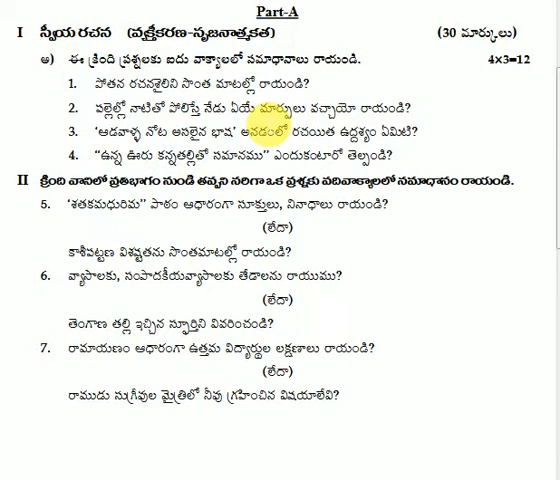 Part-A
I స్వీయ రచన (వ్యక్తీకరణ-సృజనాత్మకత) (30 మార్కులు)
అ) ఈ క్రింది ప్రశ్నలకు ఐదు వాక్యాలలో సమాధానాలు రాయండి. 4×3=12
1. పోతన రచనశైలిని సొంత మాటల్లో రాయండి?
2. పల్లెల్లో నాటితో పోలిస్తే నేడు ఏయే మార్పులు వచ్చాయో రాయండి?
3. 'ఆడవాళ్ళ నోట అసలైన భాష' అనడంలో రచయిత ఉద్దేశ్యం ఏమిటి?
4. "ఉన్న ఊరు కన్నతల్లితో సమానము" ఎందుకంటారో తెల్పండి?
II క్రింది వానిలో ప్రతిభాగం నుండి తప్పని సరిగా ఒక ప్రశ్నకు పదివాక్యాలలో సమాధానం రాయండి.
5. 'శతకమధురిమ' పాఠం ఆధారంగా సూక్తులు, నినాధాలు రాయండి?
(లేదా)
కాశీపట్టణ విశిష్టతను సొంతమాటల్లో రాయండి?
6. వ్యాసాలకు, సంపాదకీయవ్యాసాలకు తేడాలను రాయుము?
(లేదా)
తెంగాణ తల్లి ఇచ్చిన స్ఫూర్తిని వివరించండి?
7. రామాయణం ఆధారంగా ఉత్తమ విద్యార్థుల లక్షణాలు రాయండి?
(లేదా)
రాముడు సుగ్రీవుల మైత్రిలో నీవు గ్రహించిన విషయాలేవి?